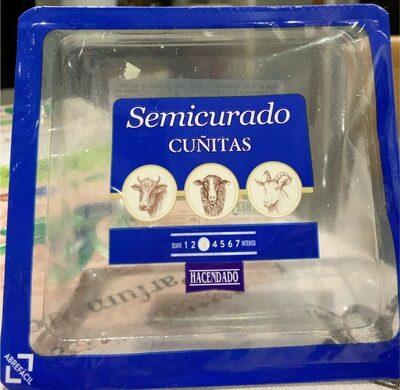 Semicurado
CUÑITAS
SUAVE 1 2 4 5 6 7 INTENSO
HACENDADO
ABREFÁCIL